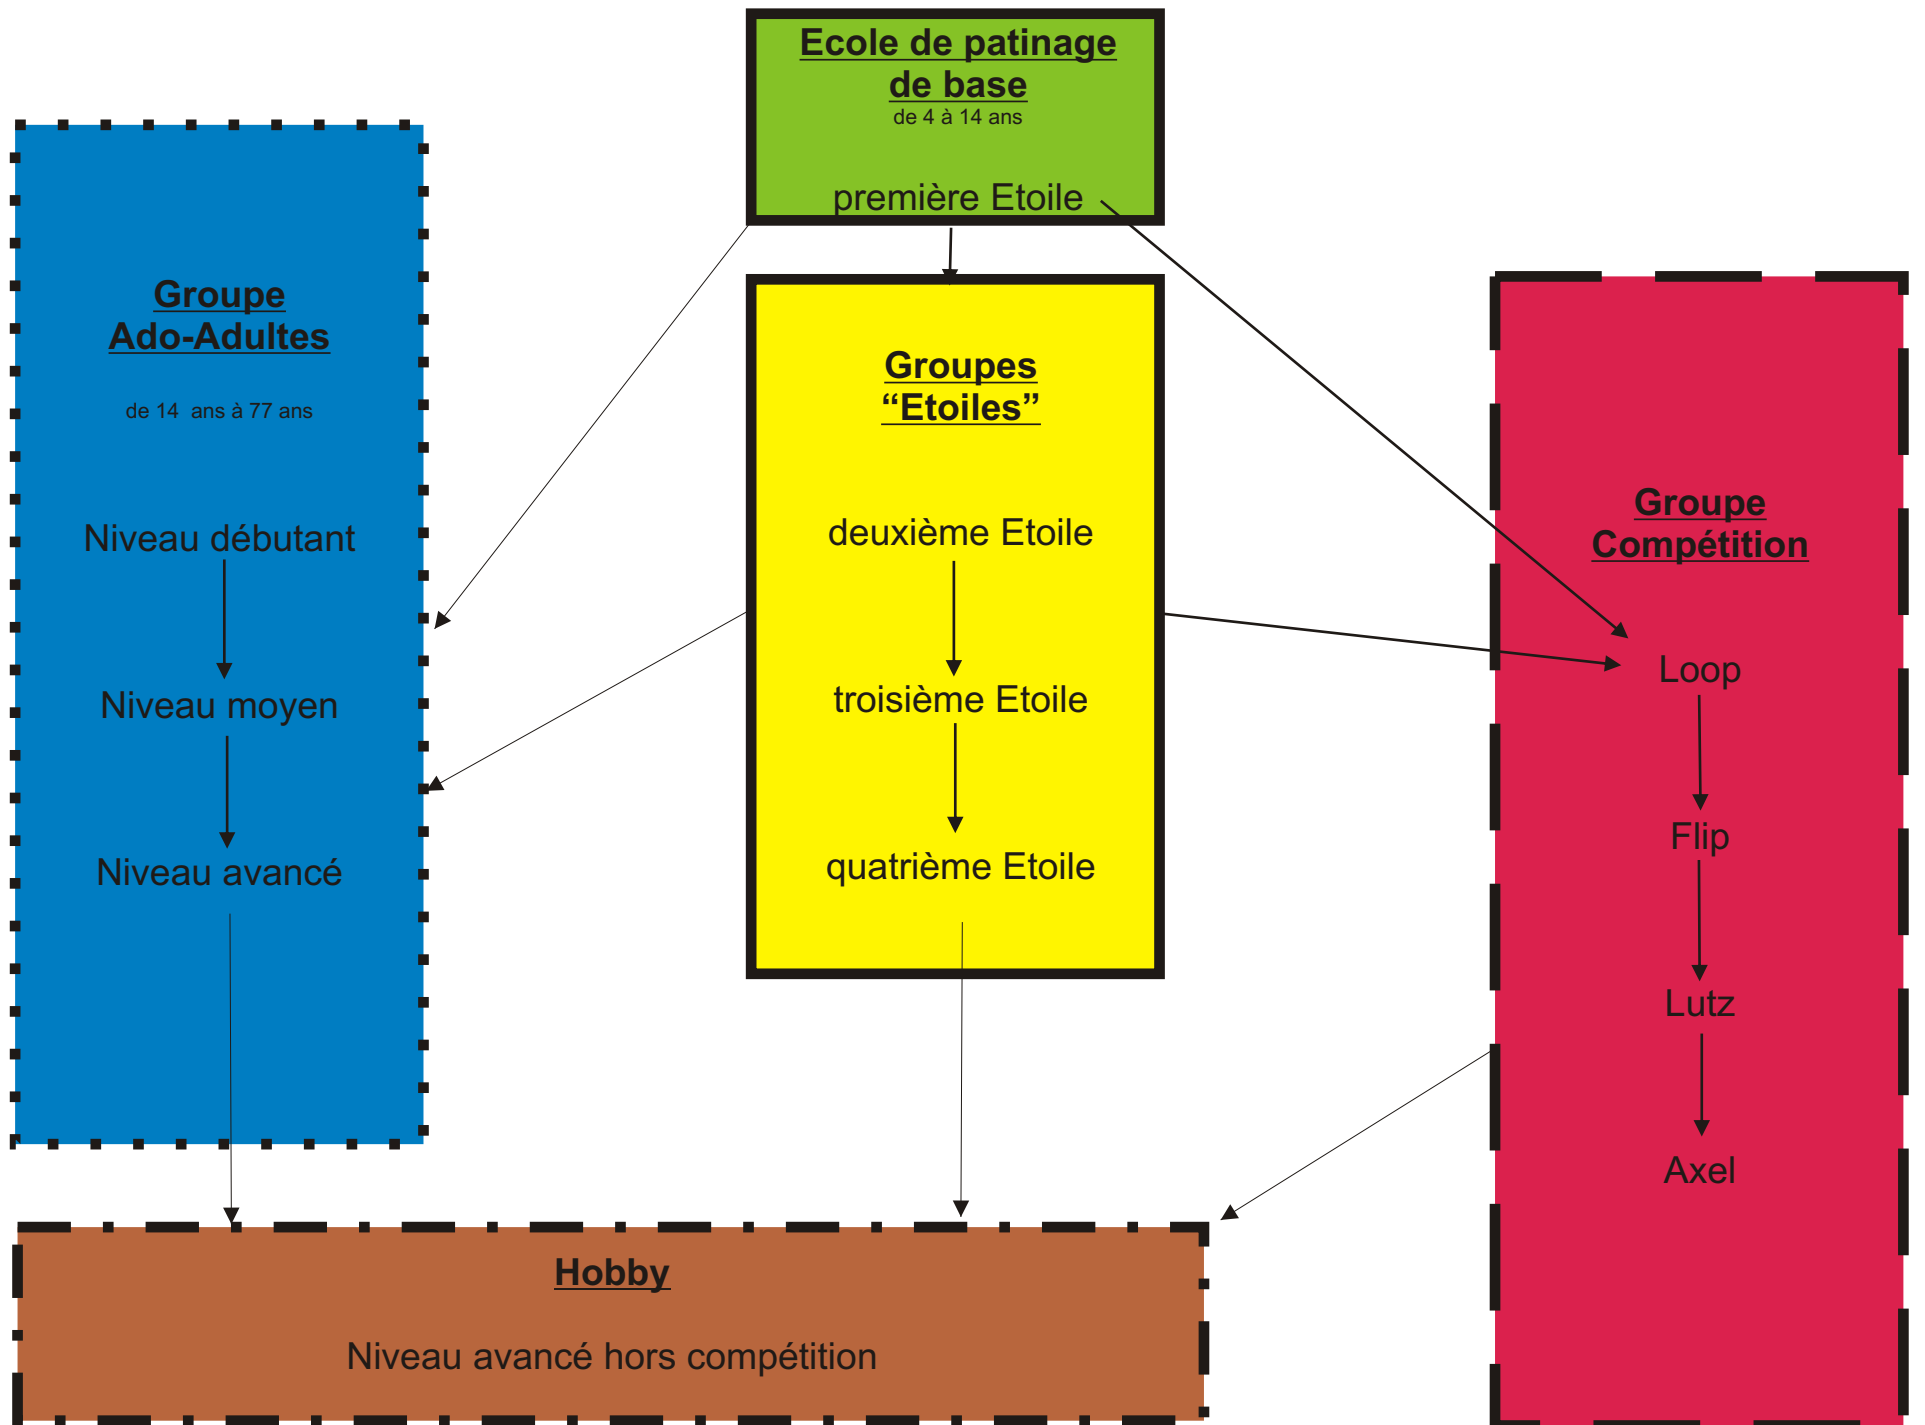 Ecole de patinage
de base
de 4 à 14 ans
première Etoile
Groupe
Ado-Adultes
de 14 ans à 77 ans
Niveau débutant
Niveau moyen
Niveau avancé
Groupes
“Etoiles”
deuxième Etoile
troisième Etoile
quatrième Etoile
Groupe
Compétition
Loop
Flip
Lutz
Axel
Hobby
Niveau avancé hors compétition